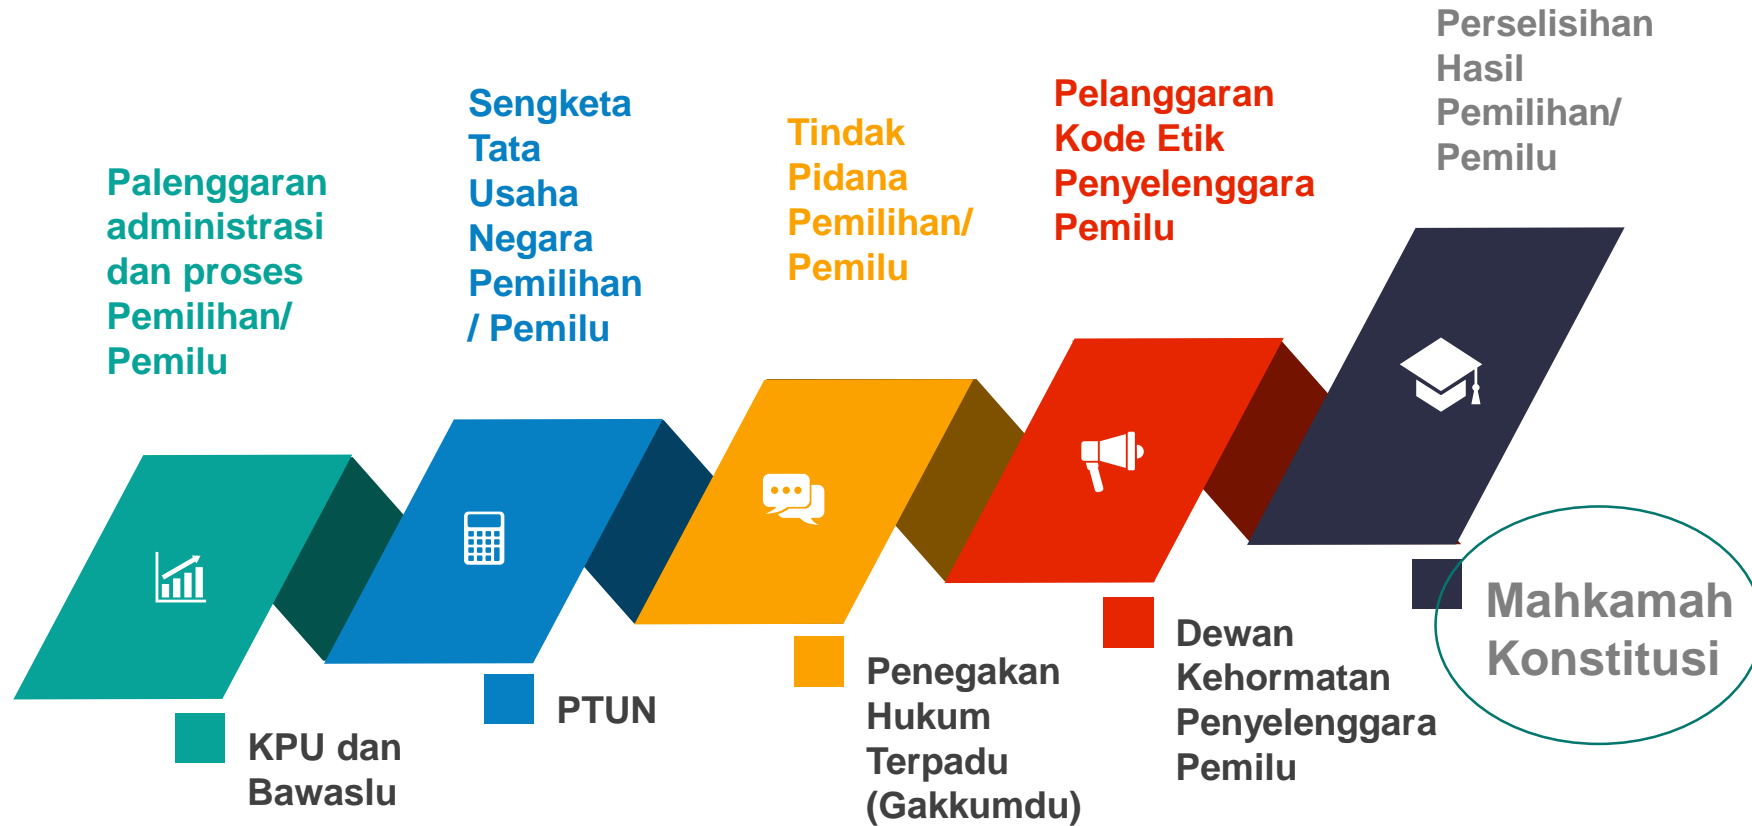 Palenggaran
administrasi
dan proses
Pemilihan/
Pemilu
KPU dan
Bawaslu
Sengketa
Tata
Usaha
Negara
Pemilihan
/ Pemilu
PTUN
Tindak
Pidana
Pemilihan/
Pemilu
Penegakan
Hukum
Terpadu
(Gakkumdu)
Pelanggaran
Kode Etik
Penyelenggara
Pemilu
Dewan
Kehormatan
Penyelenggara
Pemilu
Perselisihan
Hasil
Pemilihan/
Pemilu
Mahkamah
Konstitusi